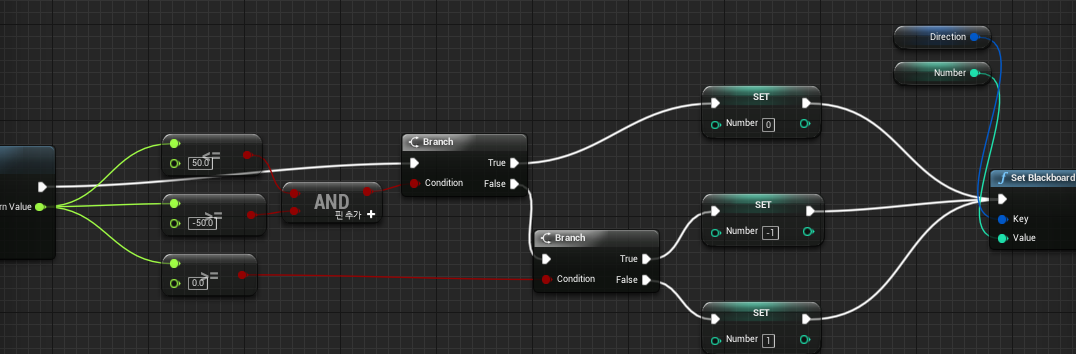 Direction
Number
SET
Number 0
<=
50.0
Branch
True
Condition
False
rn Value
>=
-50.0
AND
핀 추가 +
SET
Number -1
Set Blackboard
Key
Value
Branch
True
Condition
False
>=
0.0
SET
Number 1